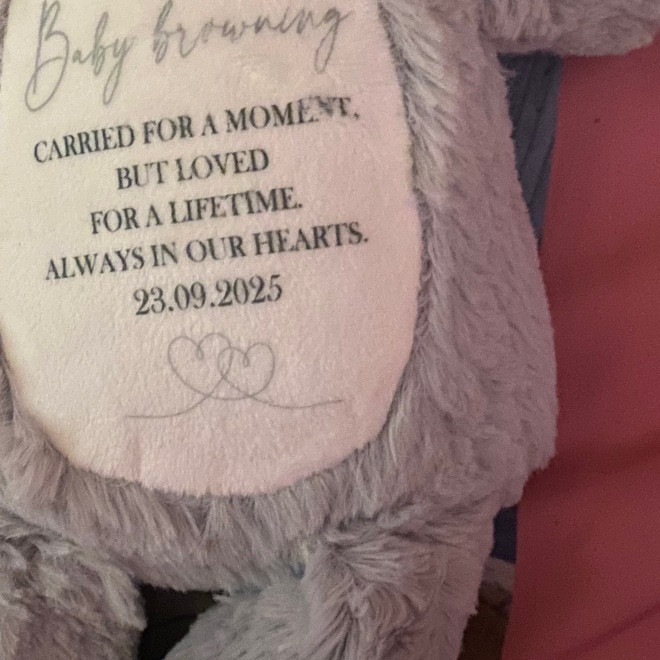 Baby browning
CARRIED FOR A MOMENT,
BUT LOVED
FOR A LIFETIME.
ALWAYS IN OUR HEARTS.
23.09.2025